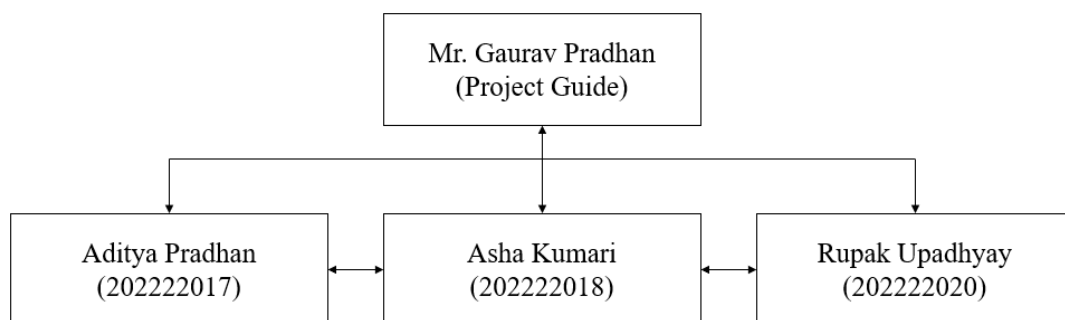 Mr. Gaurav Pradhan
(Project Guide)
Aditya Pradhan
(202222017)
Asha Kumari
(202222018)
Rupak Upadhyay
(202222020)